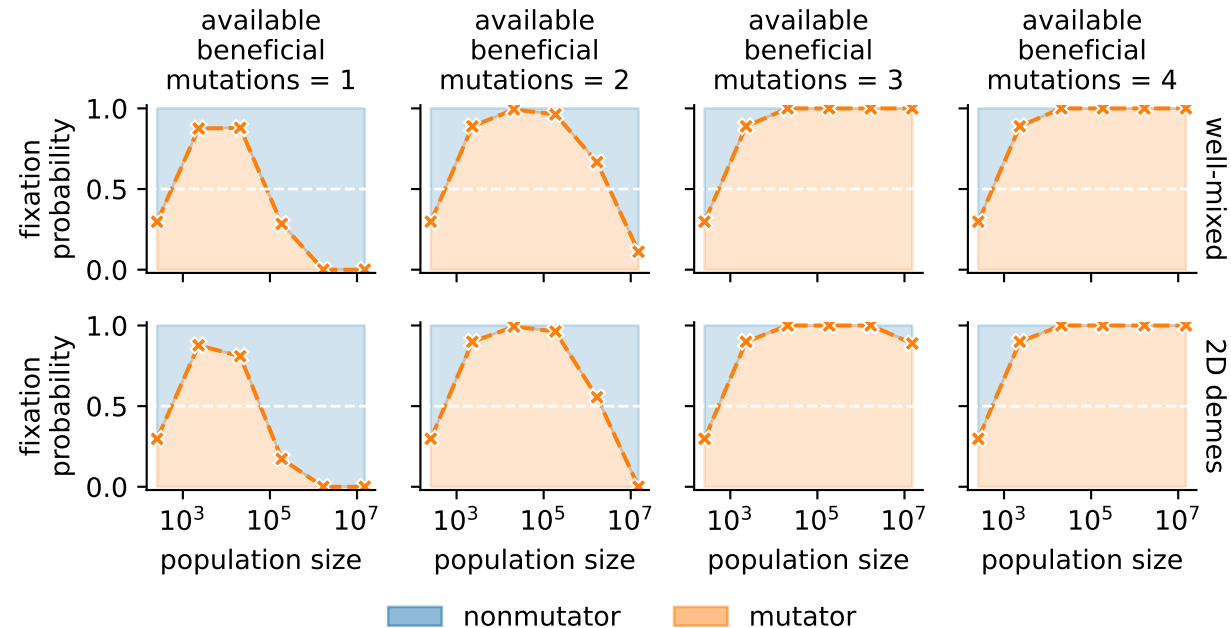 available beneficial mutations = 1
available beneficial mutations = 2
available beneficial mutations = 3
available beneficial mutations = 4
fixation probability
1.0
0.5
0.0
well-mixed
fixation probability
1.0
0.5
0.0
2D demes
10³ 10⁵ 10⁷
10³ 10⁵ 10⁷
10³ 10⁵ 10⁷
10³ 10⁵ 10⁷
population size
population size
population size
population size
nonmutator
mutator